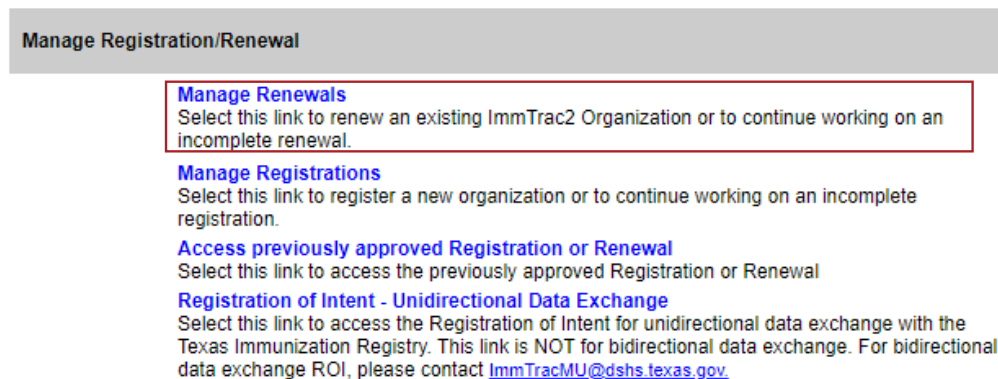 Manage Registration/Renewal
Manage Renewals
Select this link to renew an existing ImmTrac2 Organization or to continue working on an
incomplete renewal.
Manage Registrations
Select this link to register a new organization or to continue working on an incomplete
registration.
Access previously approved Registration or Renewal
Select this link to access the previously approved Registration or Renewal
Registration of Intent - Unidirectional Data Exchange
Select this link to access the Registration of Intent for unidirectional data exchange with the
Texas Immunization Registry. This link is NOT for bidirectional data exchange. For bidirectional
data exchange ROI, please contact ImmTracMU@dshs.texas.gov.